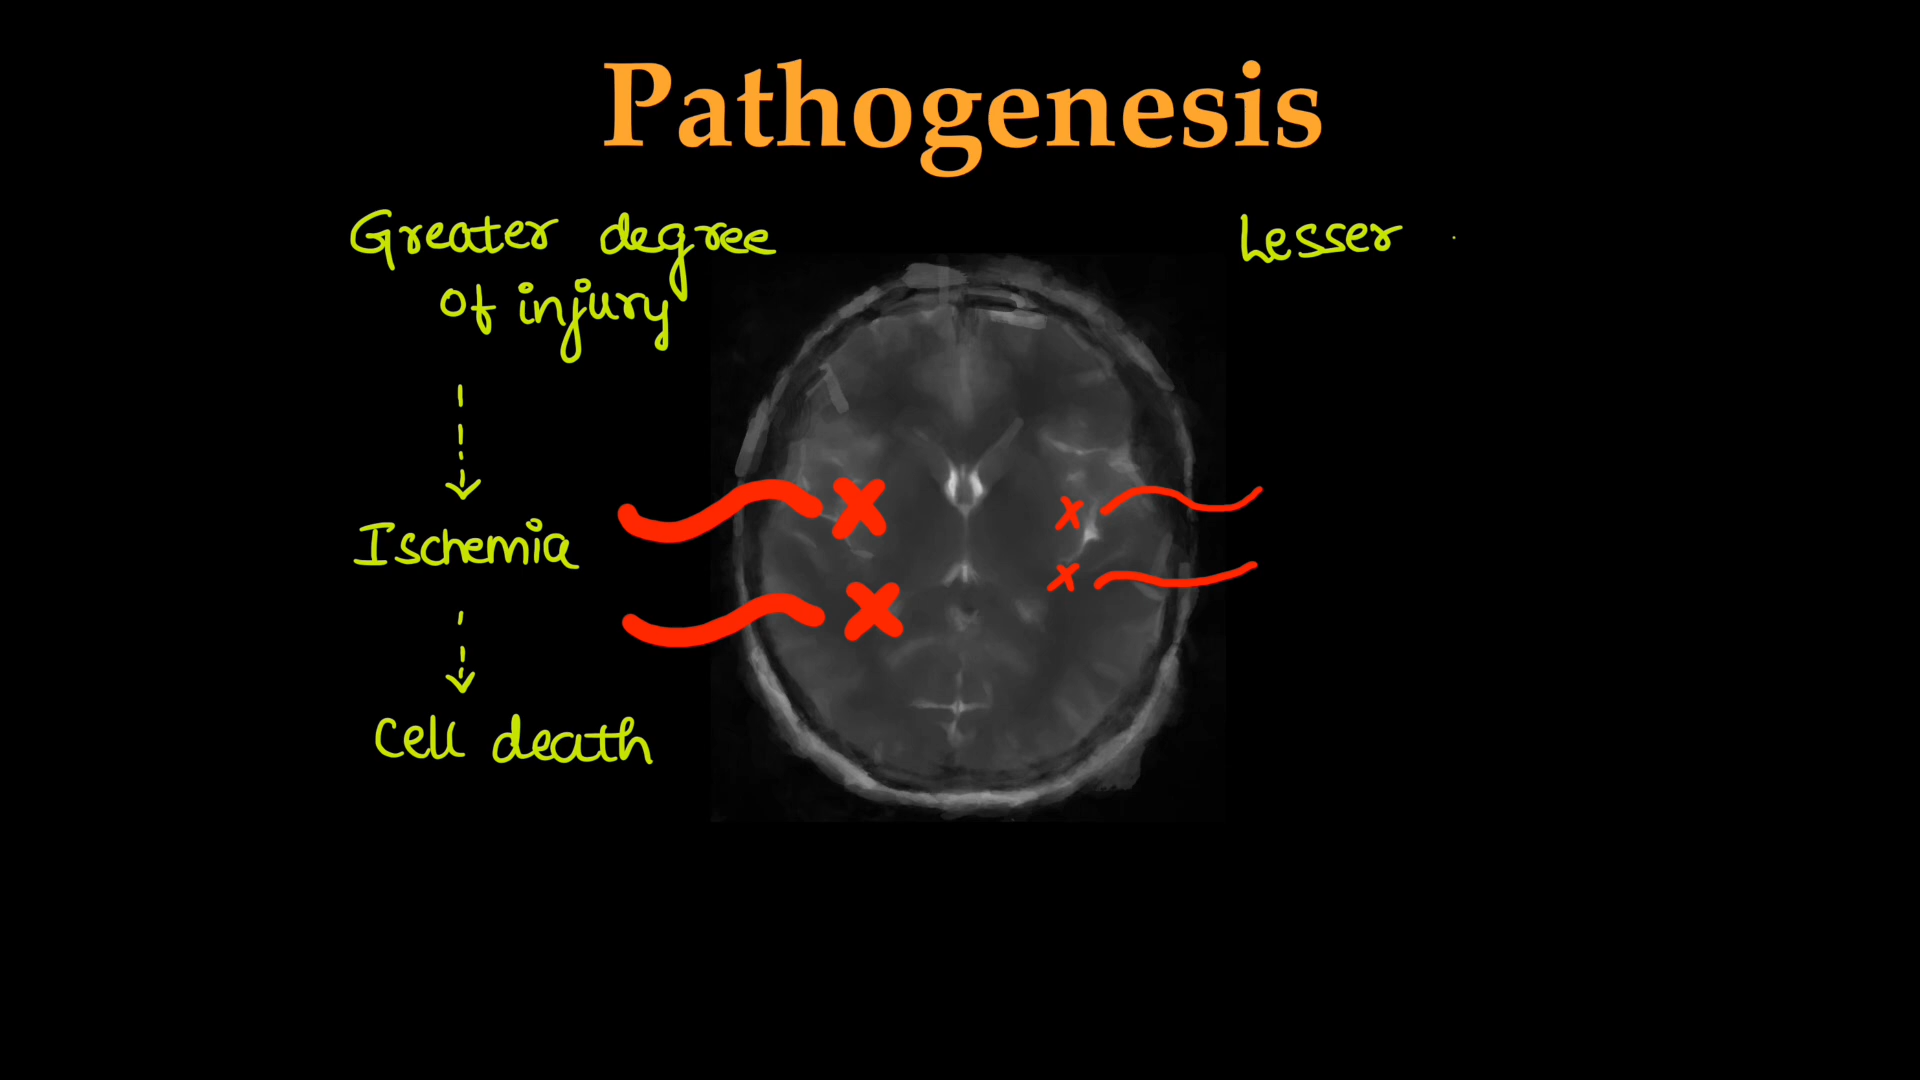 Pathogenesis
Greater degree
of injury
Ischemia
Cell death
Lesser